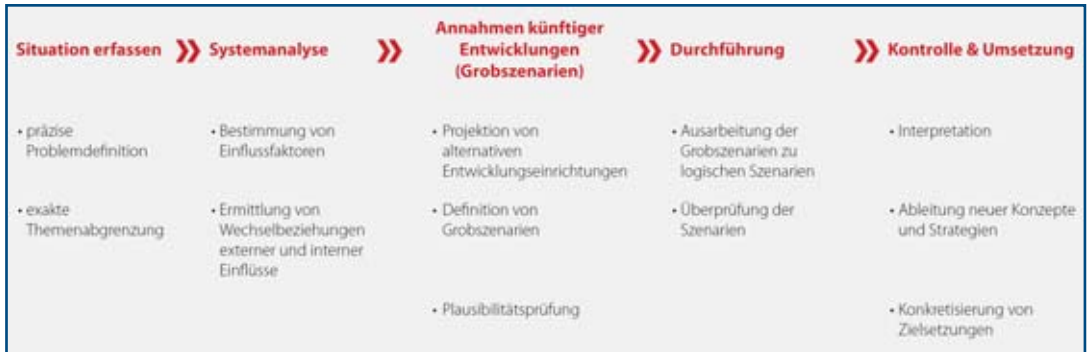 Situation erfassen
Systemanalyse
Annahmen künftiger
Entwicklungen
(Grobszenarien)
Durchführung
Kontrolle & Umsetzung
• präzise
Problemdefinition
• exakte
Themenabgrenzung
• Bestimmung von
Einflussfaktoren
• Ermittlung von
Wechselbeziehungen
externer und interner
Einflüsse
• Projektion von
alternativen
Entwicklungseinrichtungen
• Definition von
Grobszenarien
• Plausibilitätsprüfung
• Ausarbeitung der
Grobszenarien zu
logischen Szenarien
• Überprüfung der
Szenarien
• Interpretation
• Ableitung neuer Konzepte
und Strategien
• Konkretisierung von
Zielsetzungen